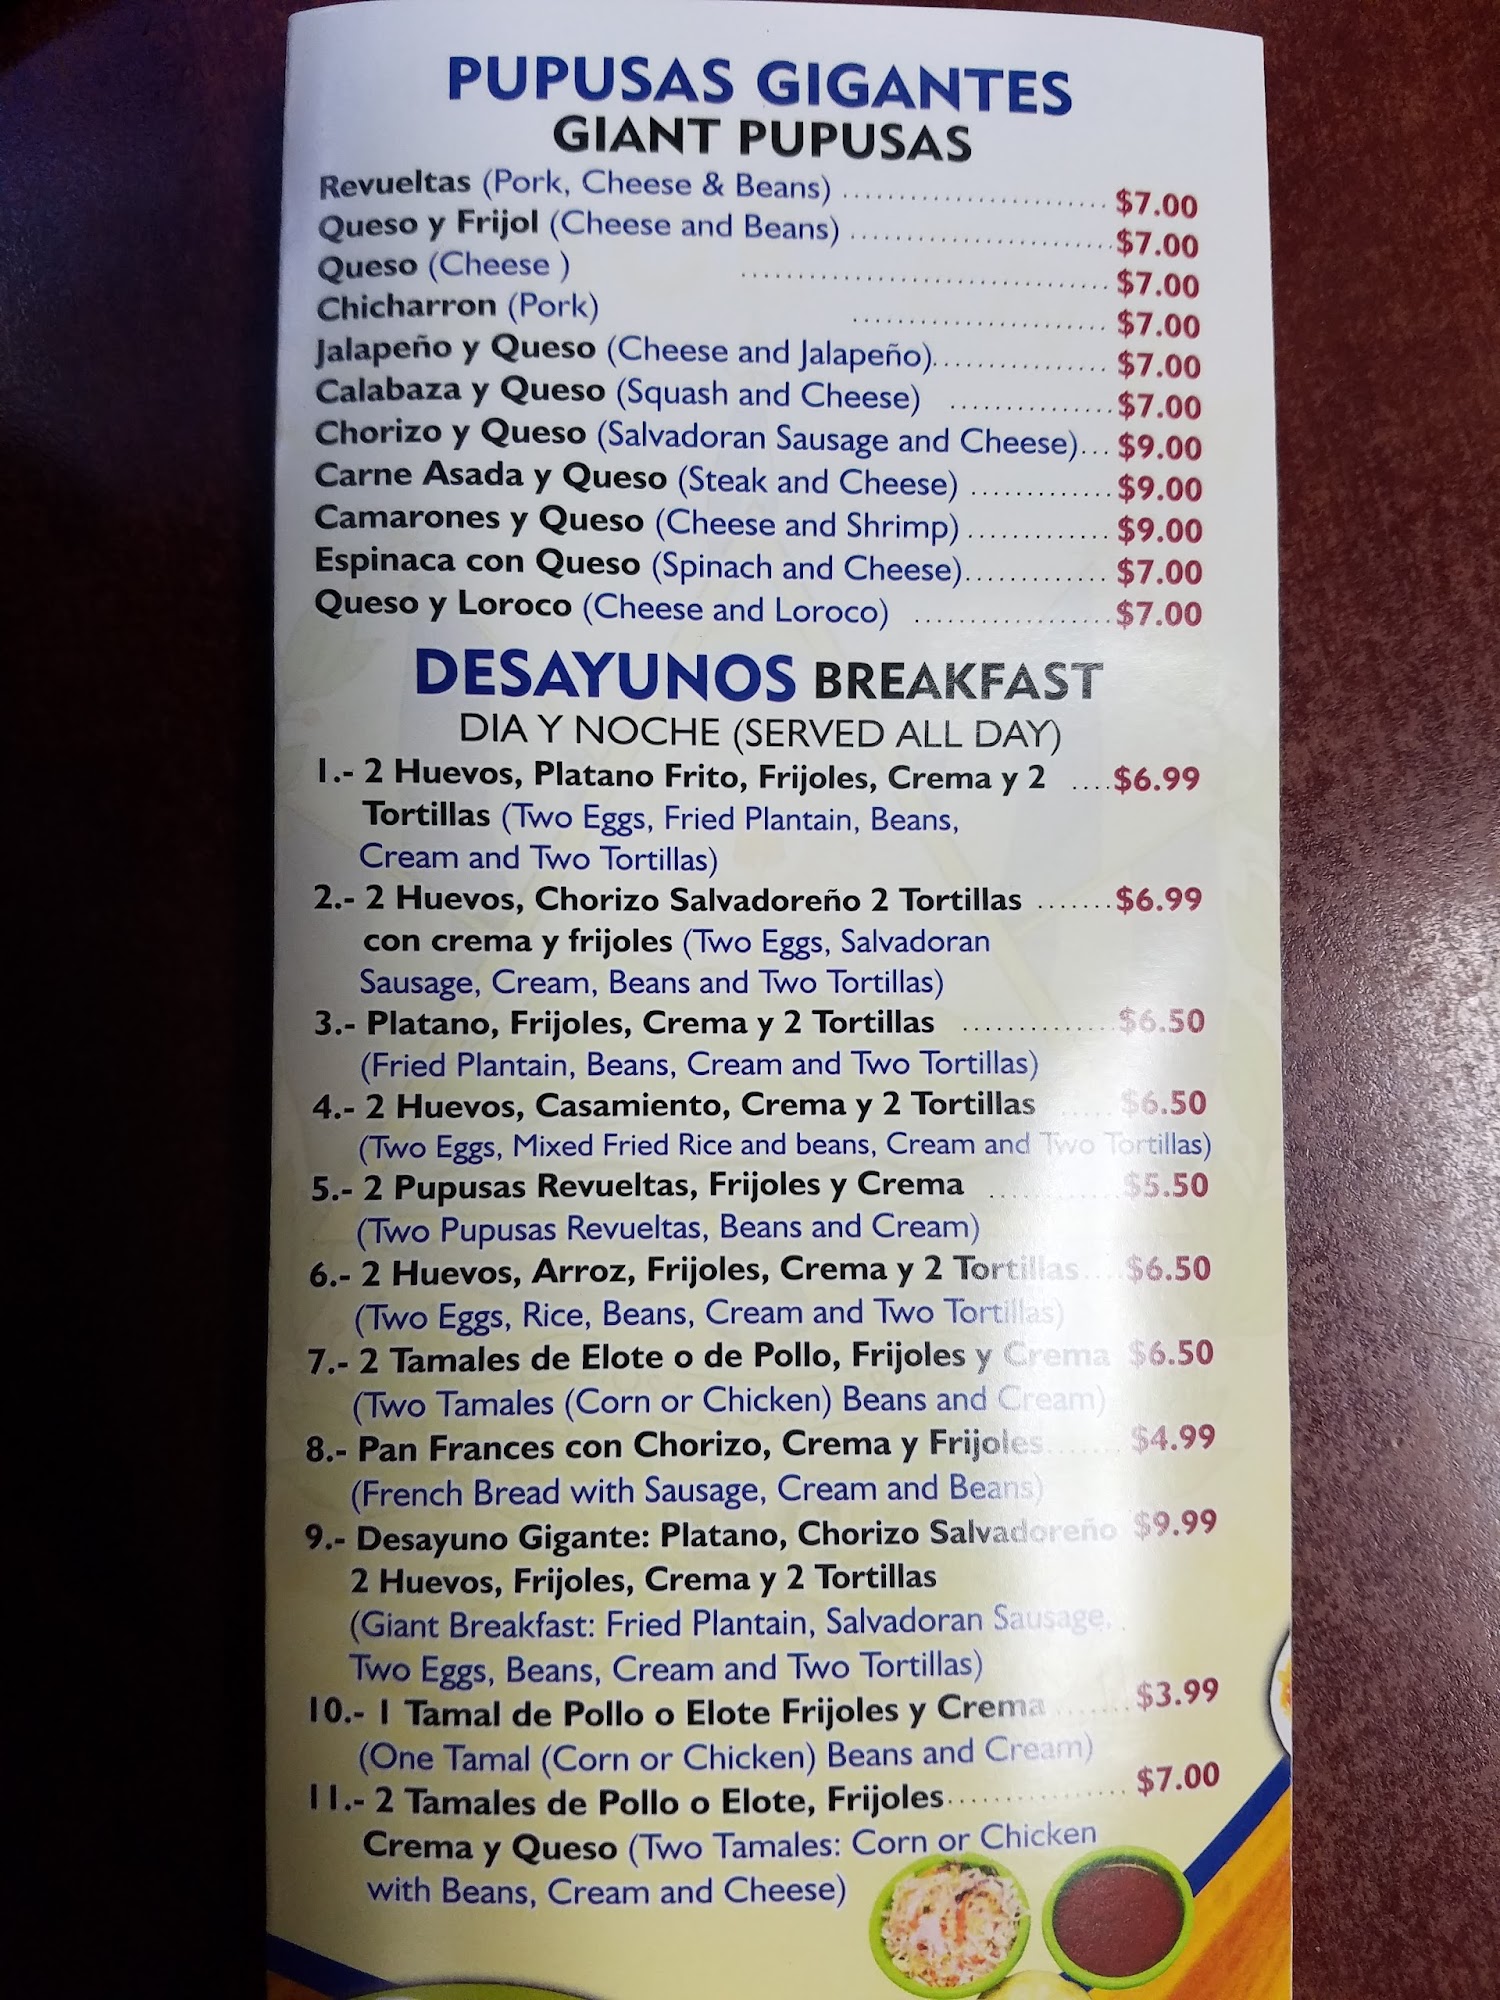 PUPUSAS GIGANTES
GIANT PUPUSAS
Revueltas (Pork, Cheese & Beans) ........................ $7.00
Queso y Frijol (Cheese and Beans) ........................ $7.00
Queso (Cheese ) ................................. $7.00
Chicharron (Pork) ....................... $7.00
Jalapeño y Queso (Cheese and Jalapeño)................ $7.00
Calabaza y Queso (Squash and Cheese) ............... $7.00
Chorizo y Queso (Salvadoran Sausage and Cheese)... $9.00
Carne Asada y Queso (Steak and Cheese) ............. $9.00
Camarones y Queso (Cheese and Shrimp) ............. $9.00
Espinaca con Queso (Spinach and Cheese)............. $7.00
Queso y Loroco (Cheese and Loroco) .................. $7.00
DESAYUNOS BREAKFAST
DIA Y NOCHE (SERVED ALL DAY)
1.- 2 Huevos, Platano Frito, Frijoles, Crema y 2 ....$6.99
Tortillas (Two Eggs, Fried Plantain, Beans,
Cream and Two Tortillas)
2.- 2 Huevos, Chorizo Salvadoreño 2 Tortillas .......$6.99
con crema y frijoles (Two Eggs, Salvadoran
Sausage, Cream, Beans and Two Tortillas)
3.- Platano, Frijoles, Crema y 2 Tortillas ..............$6.50
(Fried Plantain, Beans, Cream and Two Tortillas)
4.- 2 Huevos, Casamiento, Crema y 2 Tortillas ..... $6.50
(Two Eggs, Mixed Fried Rice and beans, Cream and Two Tortillas)
5.- 2 Pupusas Revueltas, Frijoles y Crema ............$5.50
(Two Pupusas Revueltas, Beans and Cream)
6.- 2 Huevos, Arroz, Frijoles, Crema y 2 Tortillas....$6.50
(Two Eggs, Rice, Beans, Cream and Two Tortillas)
7.- 2 Tamales de Elote o de Pollo, Frijoles y Crema $6.50
(Two Tamales (Corn or Chicken) Beans and Cream)
8.- Pan Frances con Chorizo, Crema y Frijoles....... $4.99
(French Bread with Sausage, Cream and Beans)
9.- Desayuno Gigante: Platano, Chorizo Salvadoreño $9.99
2 Huevos, Frijoles, Crema y 2 Tortillas
(Giant Breakfast: Fried Plantain, Salvadoran Sausage,
Two Eggs, Beans, Cream and Two Tortillas)
10.- 1 Tamal de Pollo o Elote Frijoles y Crema .......$3.99
(One Tamal (Corn or Chicken) Beans and Cream)
11.- 2 Tamales de Pollo o Elote, Frijoles................ $7.00
Crema y Queso (Two Tamales: Corn or Chicken
with Beans, Cream and Cheese)